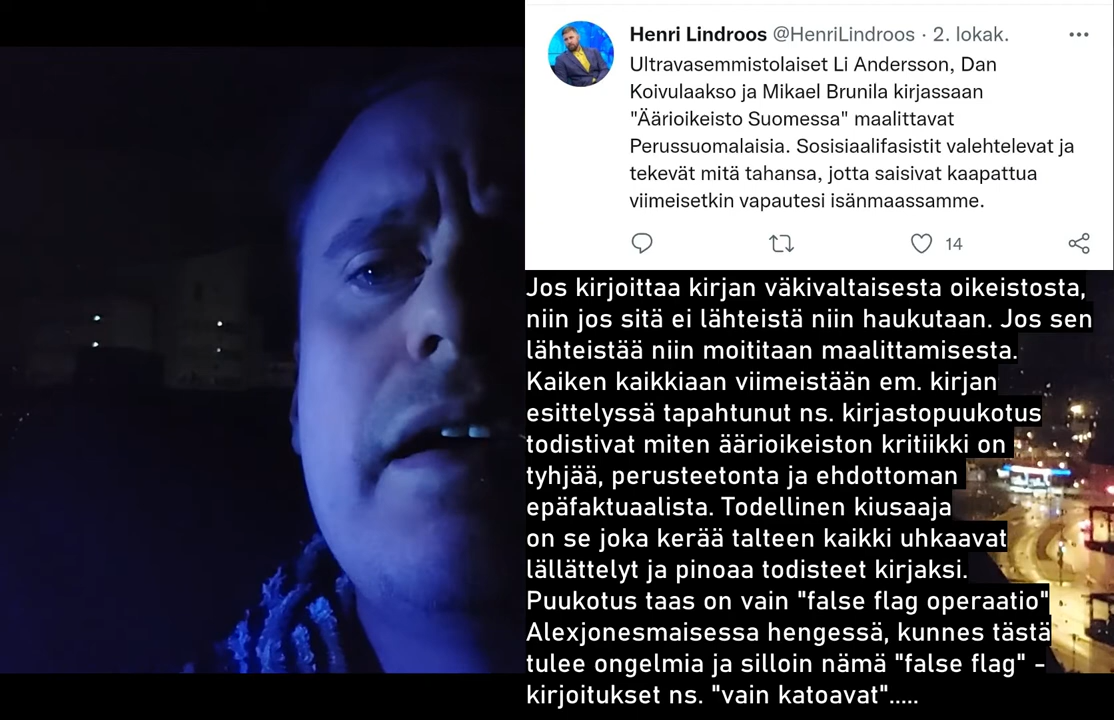 Henri Lindroos @HenriLindroos · 2. lokak.
Ultravasemmistolaiset Li Andersson, Dan
Koivulaakso ja Mikael Brunila kirjassaan
"Äärioikeisto Suomessa" maalittavat
Perussuomalaisia. Sosisiaalifasistit valehtelevat ja
tekevät mitä tahansa, jotta saisivat kaapattua
viimeisetkin vapautesi isänmaassamme.
14
Jos kirjoittaa kirjan väkivaltaisesta oikeistosta,
niin jos sitä ei lähteistä niin haukutaan. Jos sen
lähteistää niin moititaan maalittamisesta.
Kaiken kaikkiaan viimeistään em. kirjan
esittelyssä tapahtunut ns. kirjastopuukotus
todistivat miten äärioikeiston kritiikki on
tyhjää, perusteetonta ja ehdottoman
epäfaktuaalista. Todellinen kiusaaja
on se joka kerää talteen kaikki uhkaavat
lällättelyt ja pinoaa todisteet kirjaksi.
Puukotus taas on vain "false flag operaatio"
Alexjonesmaisessa hengessä, kunnes tästä
tulee ongelmia ja silloin nämä "false flag" -
kirjoitukset ns. "vain katoavat".....